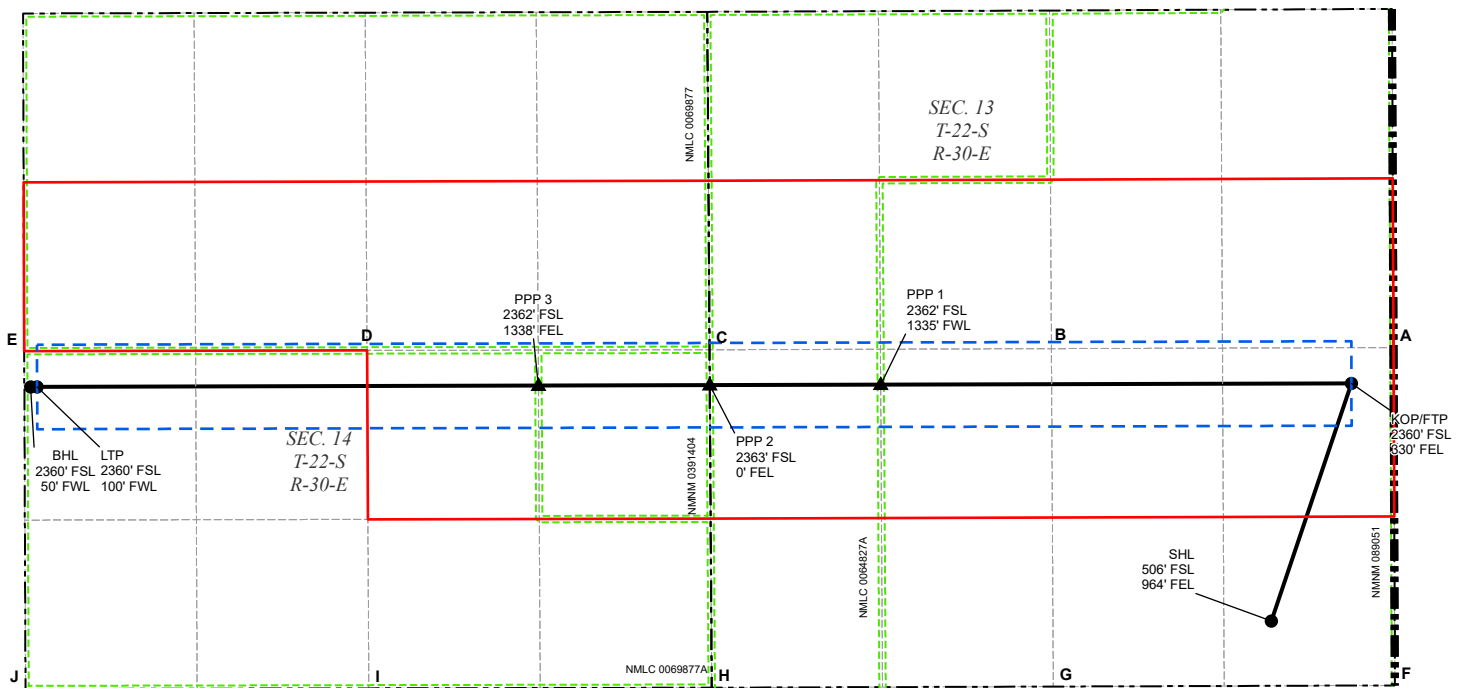 NMLC 0069877
SEC. 13
T-22-S
R-30-E
PPP 3
2362' FSL
1338' FEL
PPP 1
2362' FSL
1335' FWL
E
D
C
B
A
KOP/FTP
2360' FSL
330' FEL
BHL
2360' FSL
50' FWL
LTP
2360' FSL
100' FWL
SEC. 14
T-22-S
R-30-E
NMNM 0391404
PPP 2
2363' FSL
0' FEL
NMLC 0064827A
SHL
506' FSL
964' FEL
NMNM 089051
J
I
NMLC 0069877A
H
G
F